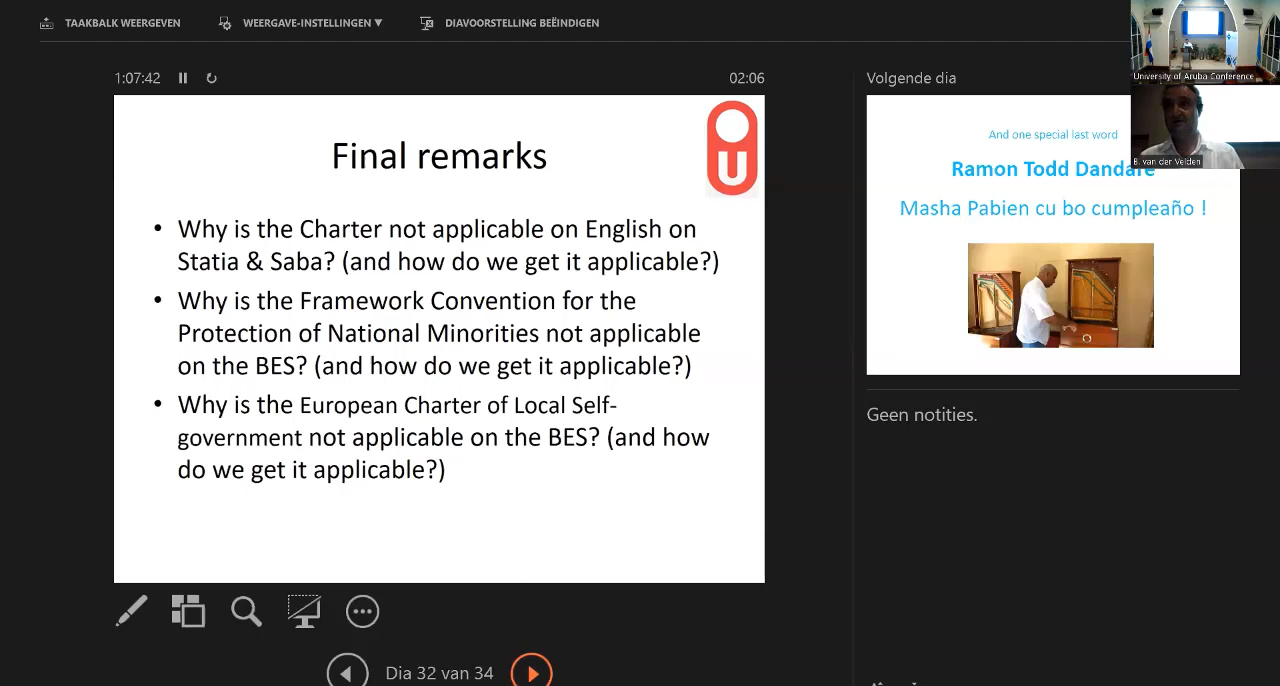 TAAKBALK WEERGEVEN
WEERGAVE-INSTELLINGEN ▼
DIAVOORSTELLING BEËINDIGEN
University of Aruba Conference
B. van der Velden
1:07:42
02:06
Volgende dia
Final remarks
U
• Why is the Charter not applicable on English on
Statia & Saba? (and how do we get it applicable?)
• Why is the Framework Convention for the
Protection of National Minorities not applicable
on the BES? (and how do we get it applicable?)
• Why is the European Charter of Local Self-
government not applicable on the BES? (and how
do we get it applicable?)
And one special last word
Ramon Todd Dandaré
Masha Pabien cu bo cumpleaño !
Geen notities.
Dia 32 van 34